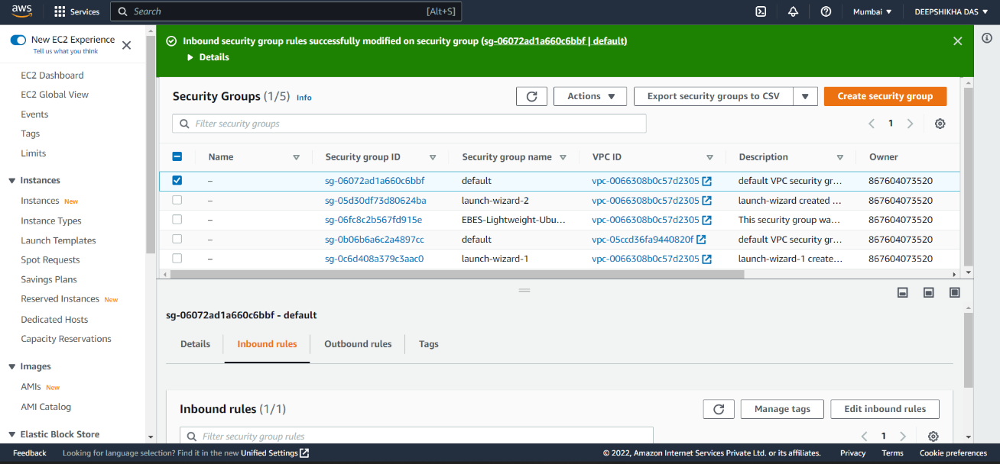 aws Services Search [Alt+S] Mumbai ▼ DEEPSHIKHA DAS ▼
New EC2 Experience
Tell us what you think
EC2 Dashboard
EC2 Global View
Events
Tags
Limits
Instances
Instances New
Instance Types
Launch Templates
Spot Requests
Savings Plans
Reserved Instances New
Dedicated Hosts
Capacity Reservations
Images
AMIs New
AMI Catalog
Elastic Block Store
Inbound security group rules successfully modified on security group (sg-06072ad1a660c6bbf | default)
Details
Security Groups (1/5) Info
Actions ▼ Export security groups to CSV ▼ Create security group
Filter security groups
1
Name Security group ID Security group name VPC ID Description Owner
– sg-06072ad1a660c6bbf default vpc-0066308b0c57d2305 default VPC security gr... 867604073520
– sg-05d30df73d80624ba launch-wizard-2 vpc-0066308b0c57d2305 launch-wizard created ... 867604073520
– sg-06fc8c2b567fd915e EBES-Lightweight-Ubu... vpc-0066308b0c57d2305 This security group wa... 867604073520
– sg-0b06b6a6c2a4897cc default vpc-05ccd36fa9440820f default VPC security gr... 867604073520
– sg-0c6d408a379c3aac0 launch-wizard-1 vpc-0066308b0c57d2305 launch-wizard-1 create... 867604073520
sg-06072ad1a660c6bbf - default
Details Inbound rules Outbound rules Tags
Inbound rules (1/1)
Manage tags Edit inbound rules
Filter security group rules
1
Feedback Looking for language selection? Find it in the new Unified Settings © 2022, Amazon Internet Services Private Ltd. or its affiliates. Privacy Terms Cookie preferences